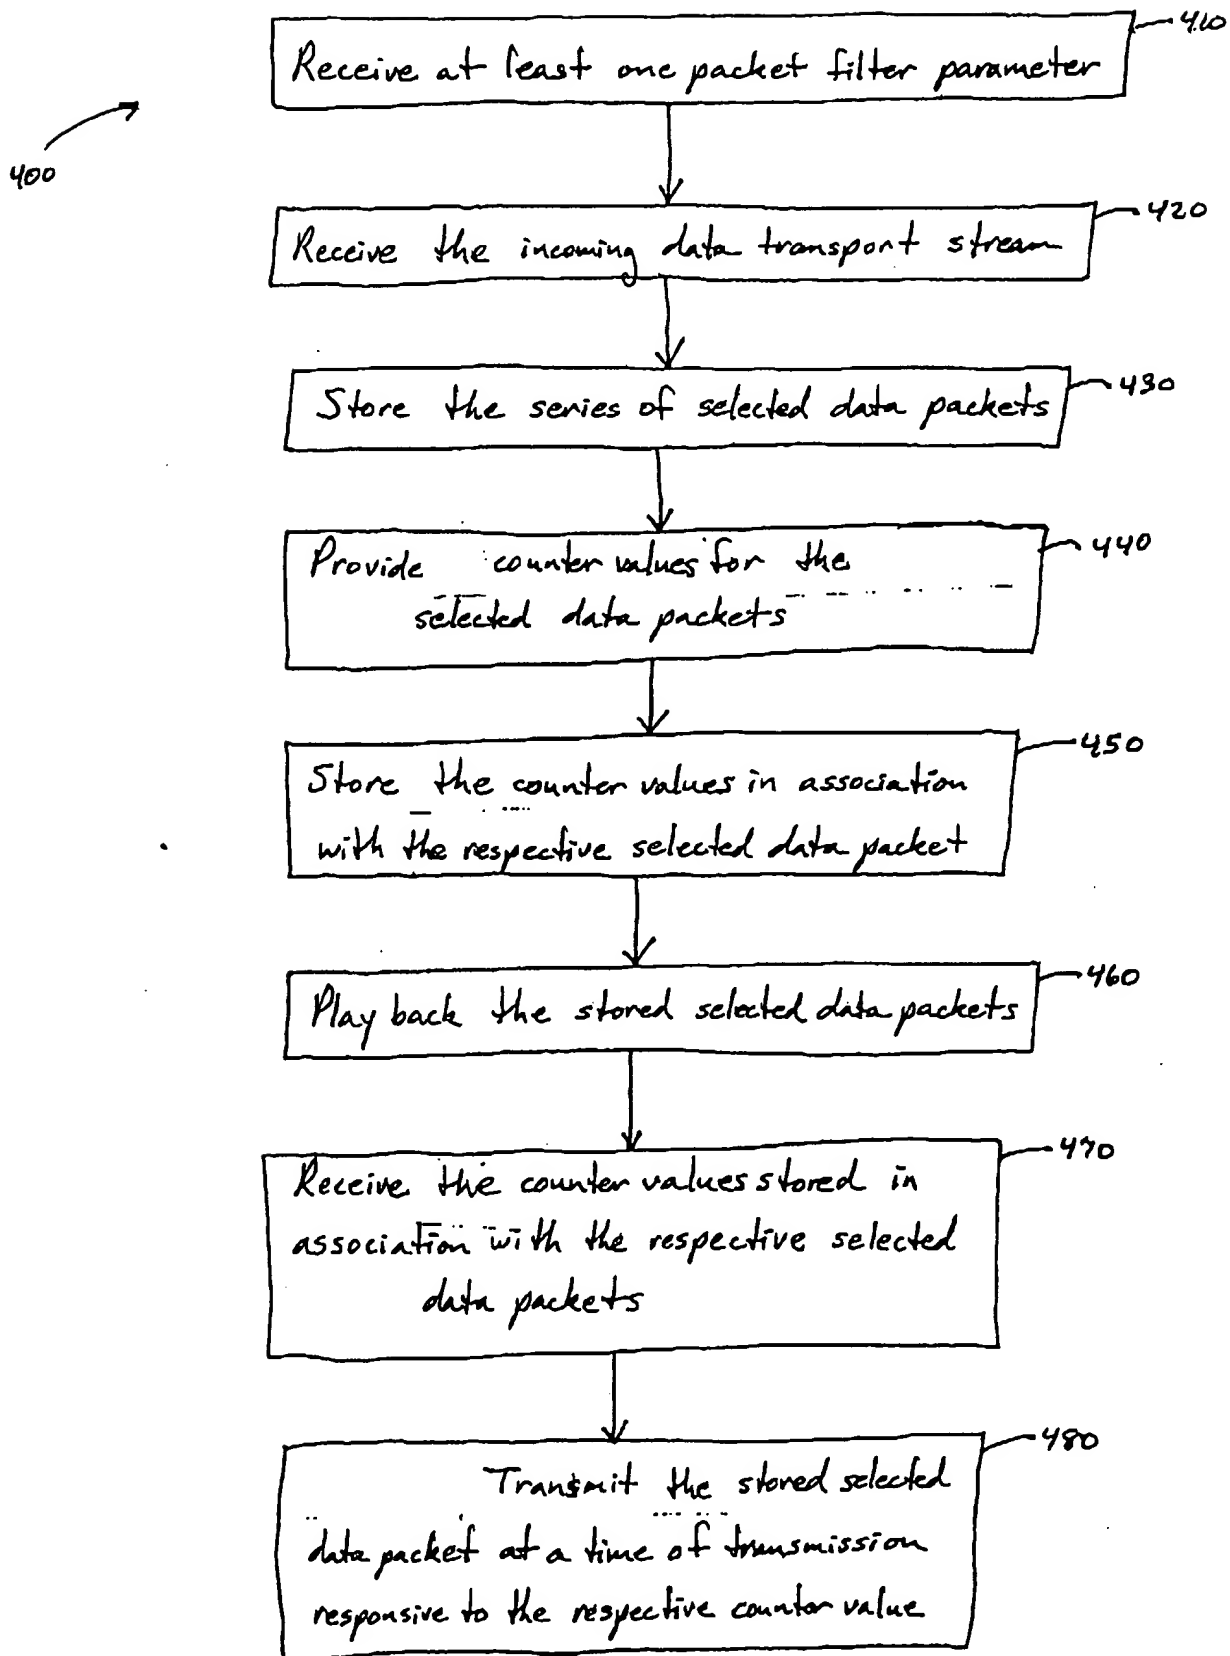 410
Receive at least one packet filter parameter
400
420
Receive the incoming data transport stream
430
Store the series of selected data packets
440
Provide counter values for the
selected data packets
450
Store the counter values in association
with the respective selected data packet
460
Play back the stored selected data packets
470
Receive the counter values stored in
association with the respective selected
data packets
480
Transmit the stored selected
data packet at a time of transmission
responsive to the respective counter value